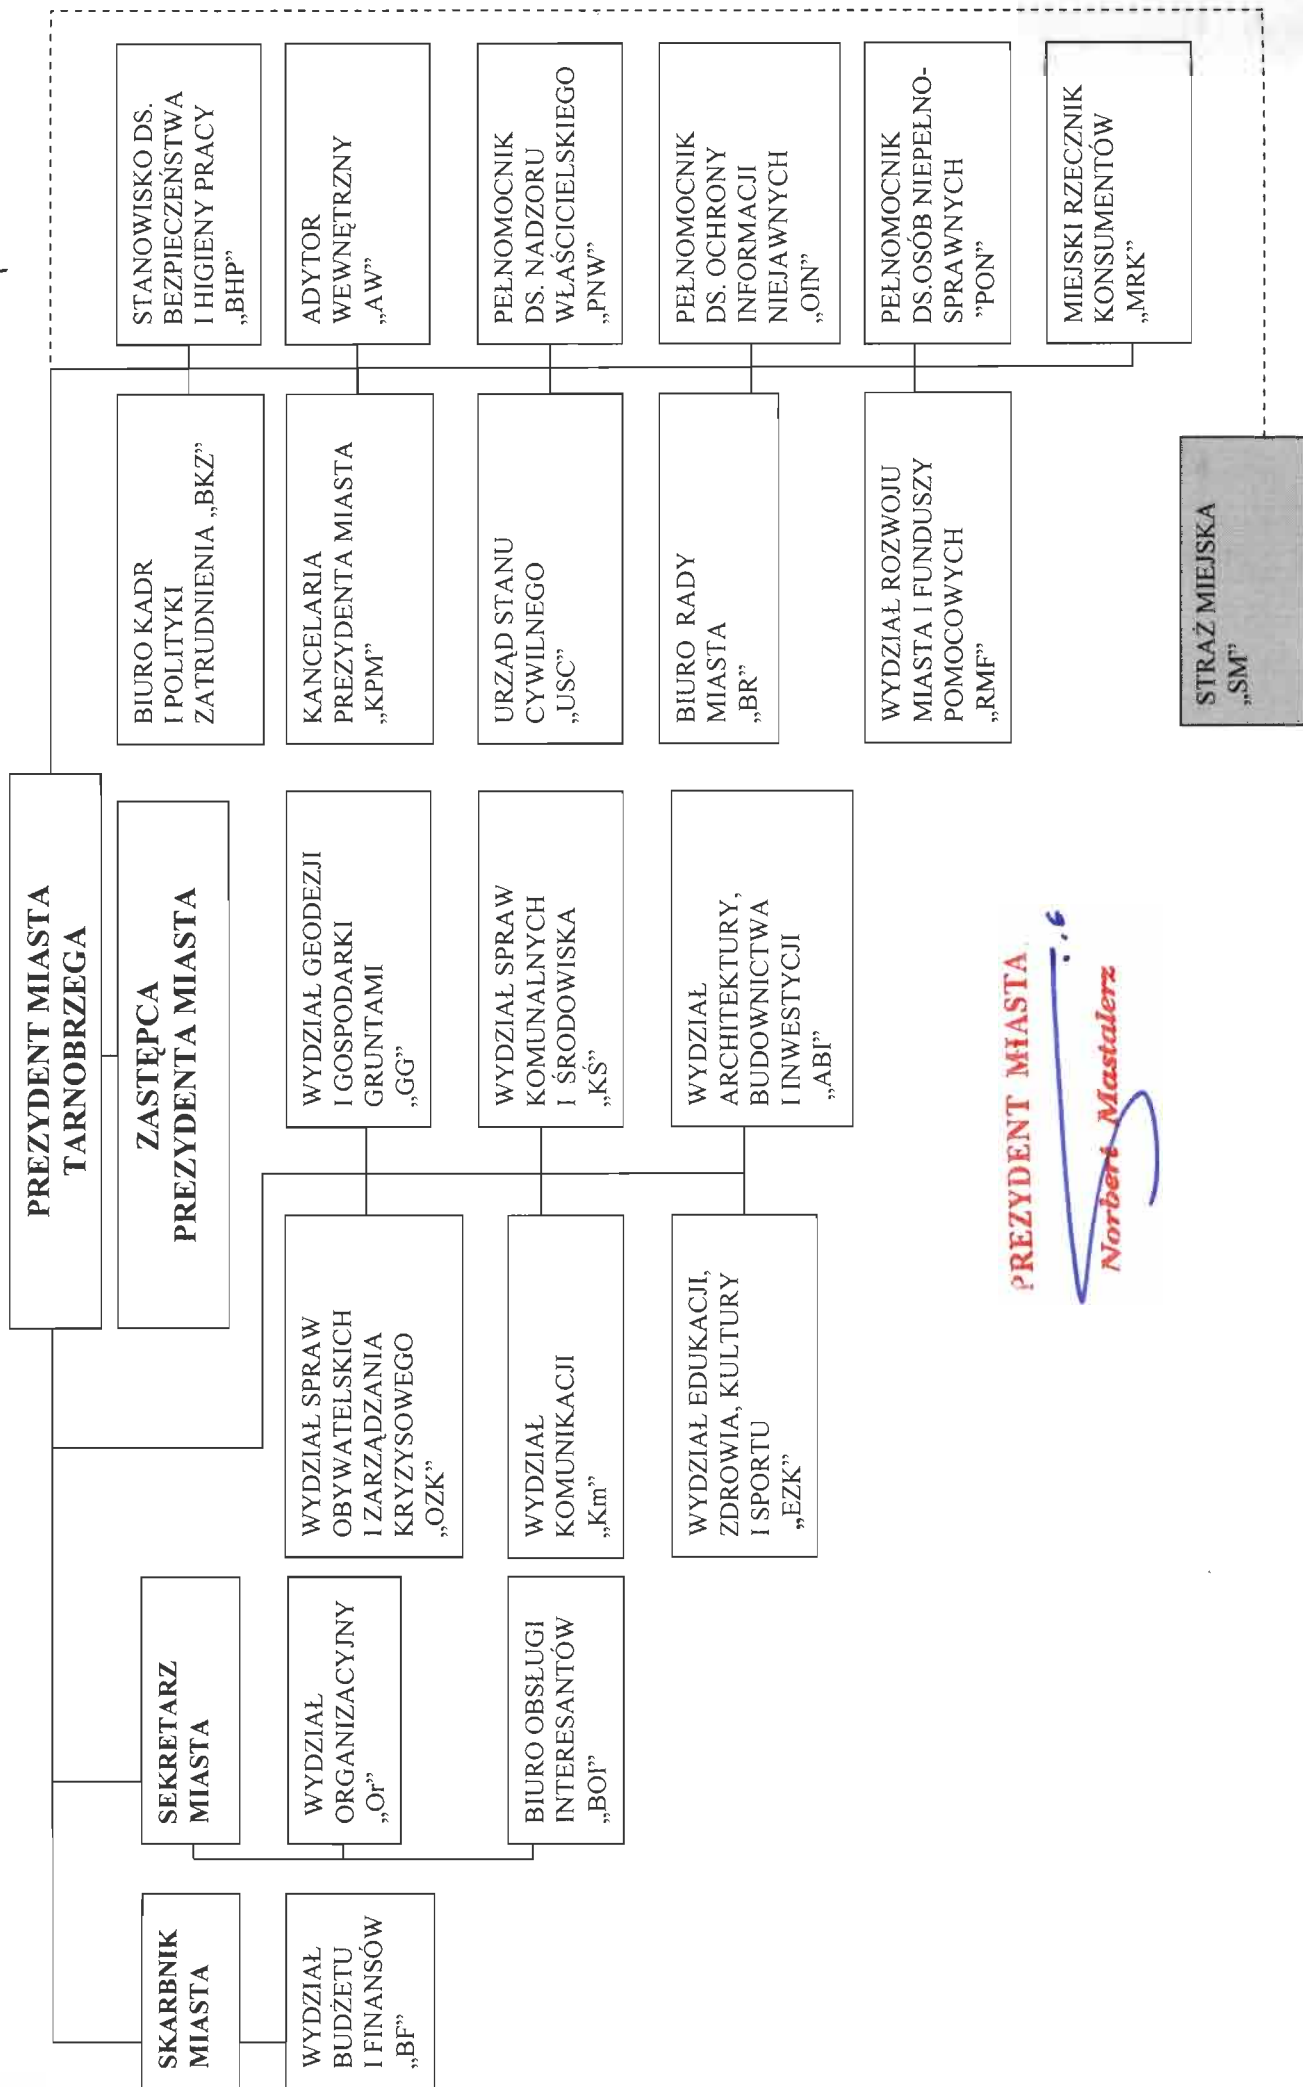 PREZYDENT MIASTA
TARNOBRZEGA
ZASTĘPCA
PREZYDENTA MIASTA
SKARBNIK
MIASTA
WYDZIAŁ
BUDŻETU
I FINANSÓW
„BF”
SEKRETARZ
MIASTA
WYDZIAŁ
ORGANIZACYJNY
„Or”
BIURO OBSŁUGI
INTERESANTÓW
„BOI”
WYDZIAŁ SPRAW
OBYWATELSKICH
I ZARZĄDZANIA
KRYZYSOWEGO
„OZK”
WYDZIAŁ
KOMUNIKACJI
„Km”
WYDZIAŁ EDUKACJI,
ZDROWIA, KULTURY
I SPORTU
„EZK”
WYDZIAŁ GEODEZJI
I GOSPODARKI
GRUNTAMI
„GG”
WYDZIAŁ SPRAW
KOMUNALNYCH
I ŚRODOWISKA
„KŚ”
WYDZIAŁ
ARCHITEKTURY,
BUDOWNICTWA
I INWESTYCJI
„ABI”
BIURO KADR
I POLITYKI
ZATRUDNIENIA „BKZ”
KANCELARIA
PREZYDENTA MIASTA
„KPM”
URZĄD STANU
CYWILNEGO
„USC”
BIURO RADY
MIASTA
„BR”
WYDZIAŁ ROZWOJU
MIASTA I FUNDUSZY
POMOCOWYCH
„RMF”
STANOWISKO DS.
BEZPIECZEŃSTWA
I HIGIENY PRACY
„BHP”
ADYTOR
WEWNĘTRZNY
„AW”
PEŁNOMOCNIK
DS. NADZORU
WŁAŚCICIELSKIEGO
„PNW”
PEŁNOMOCNIK
DS. OCHRONY
INFORMACJI
NIEJAWNYCH
„OIN”
PEŁNOMOCNIK
DS.OSÓB NIEPEŁNO-
SPRAWNYCH
”PON”
MIEJSKI RZECZNIK
KONSUMENTÓW
„MRK”
STRAŻ MIEJSKA
„SM”
PREZYDENT MIASTA
Norbert Mastalerz